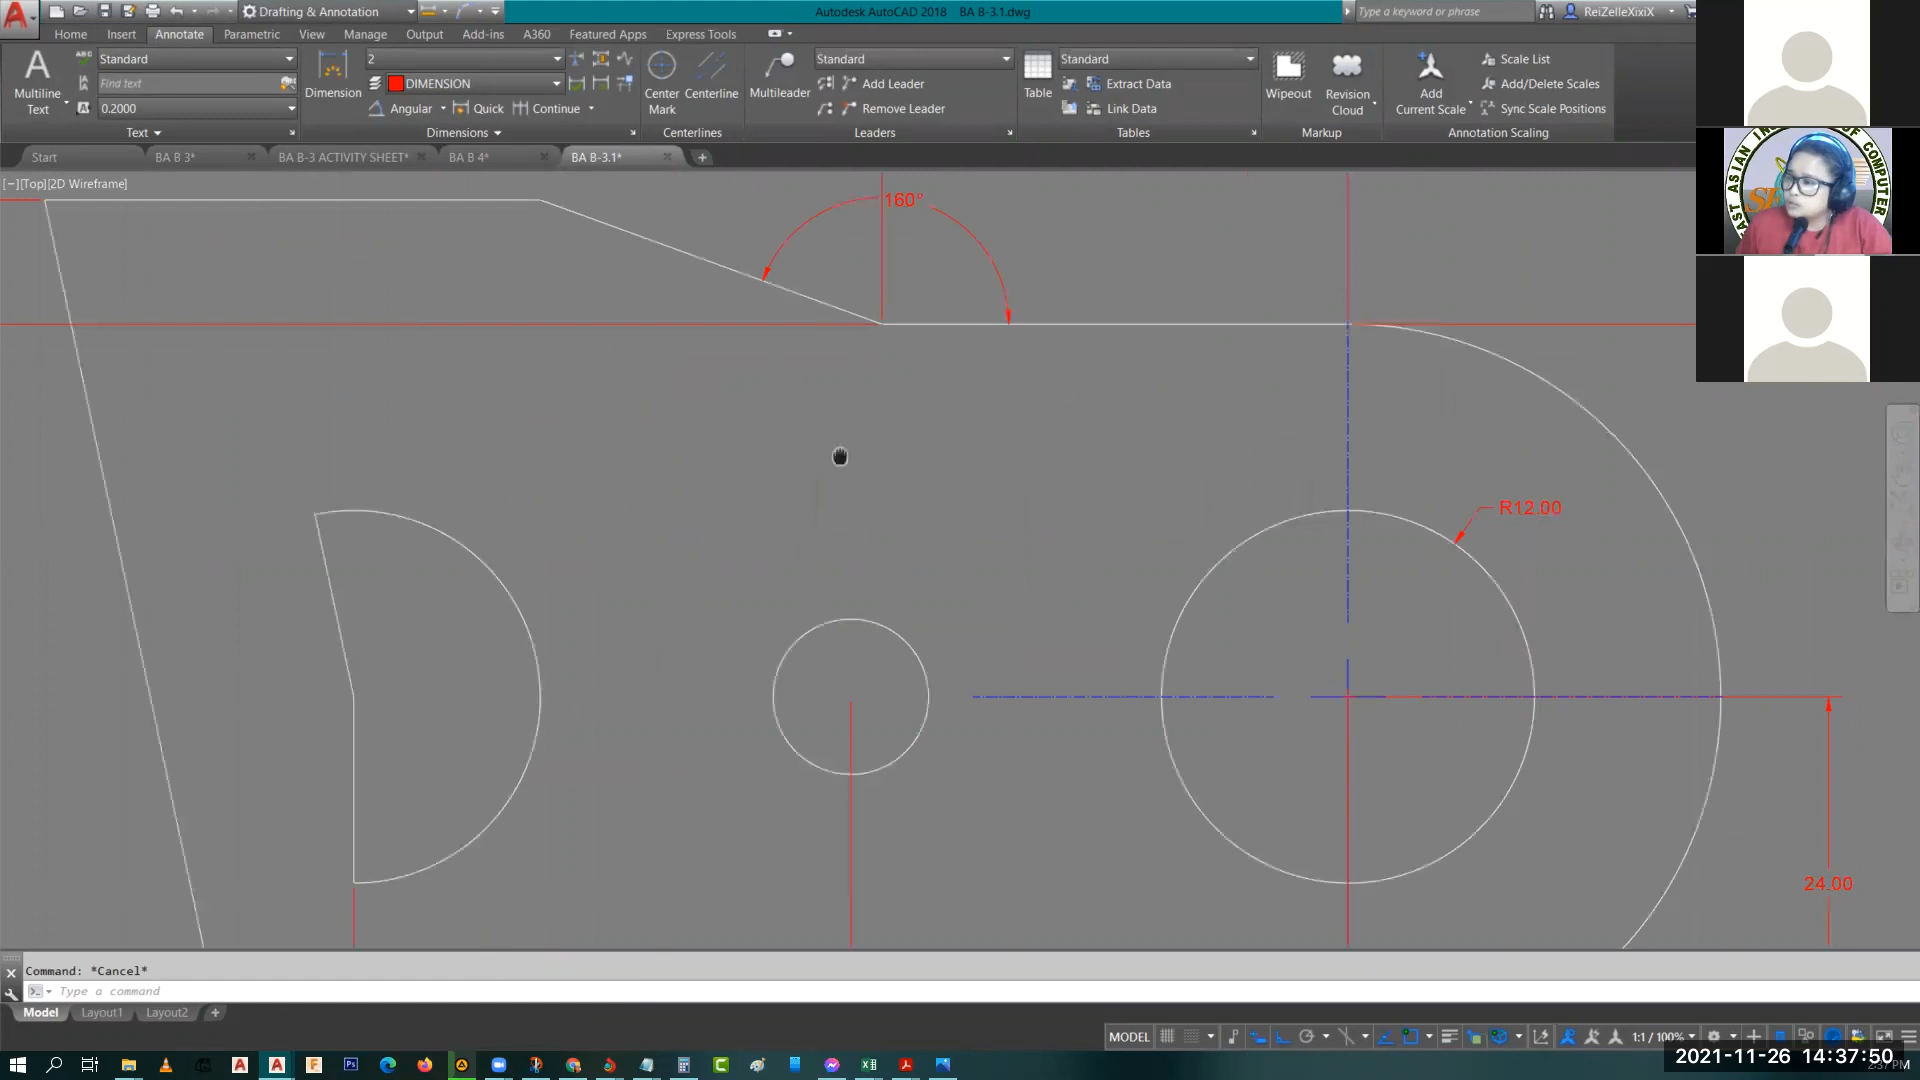 Drafting & Annotation
Autodesk AutoCAD 2018 BA B-3.1.dwg
Type a keyword or phrase
ReiZelleXixiX
Home Insert Annotate Parametric View Manage Output Add-ins A360 Featured Apps Express Tools
Multiline Text
Standard
Find text
0.2000
Text
Dimension
2
DIMENSION
Angular Quick Continue
Dimensions
Center Mark
Centerline
Centerlines
Multileader
Standard
Add Leader
Remove Leader
Leaders
Table
Standard
Extract Data
Link Data
Tables
Wipeout
Revision Cloud
Markup
Add Current Scale
Scale List
Add/Delete Scales
Sync Scale Positions
Annotation Scaling
Start
BA B 3*
BA B-3 ACTIVITY SHEET*
BA B 4*
BA B-3.1*
[−][Top][2D Wireframe]
160°
R12.00
24.00
Command: *Cancel*
Type a command
Model Layout1 Layout2
MODEL
1:1 / 100%
2021-11-26 14:37:50